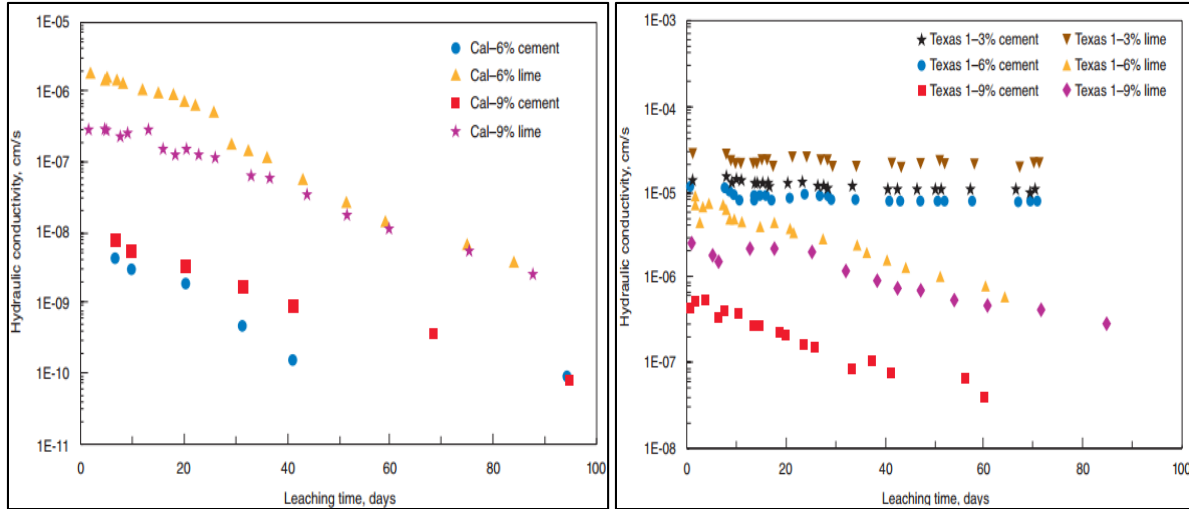 1E-05
1E-06
1E-07
1E-08
1E-09
1E-10
1E-11
Hydraulic conductivity, cm/s
Cal–6% cement
Cal–6% lime
Cal–9% cement
Cal–9% lime
0 20 40 60 80 100
Leaching time, days
1E-03
1E-04
1E-05
1E-06
1E-07
1E-08
Hydraulic conductivity, cm/s
Texas 1–3% cement Texas 1–3% lime
Texas 1–6% cement Texas 1–6% lime
Texas 1–9% cement Texas 1–9% lime
0 20 40 60 80 100
Leaching time, days